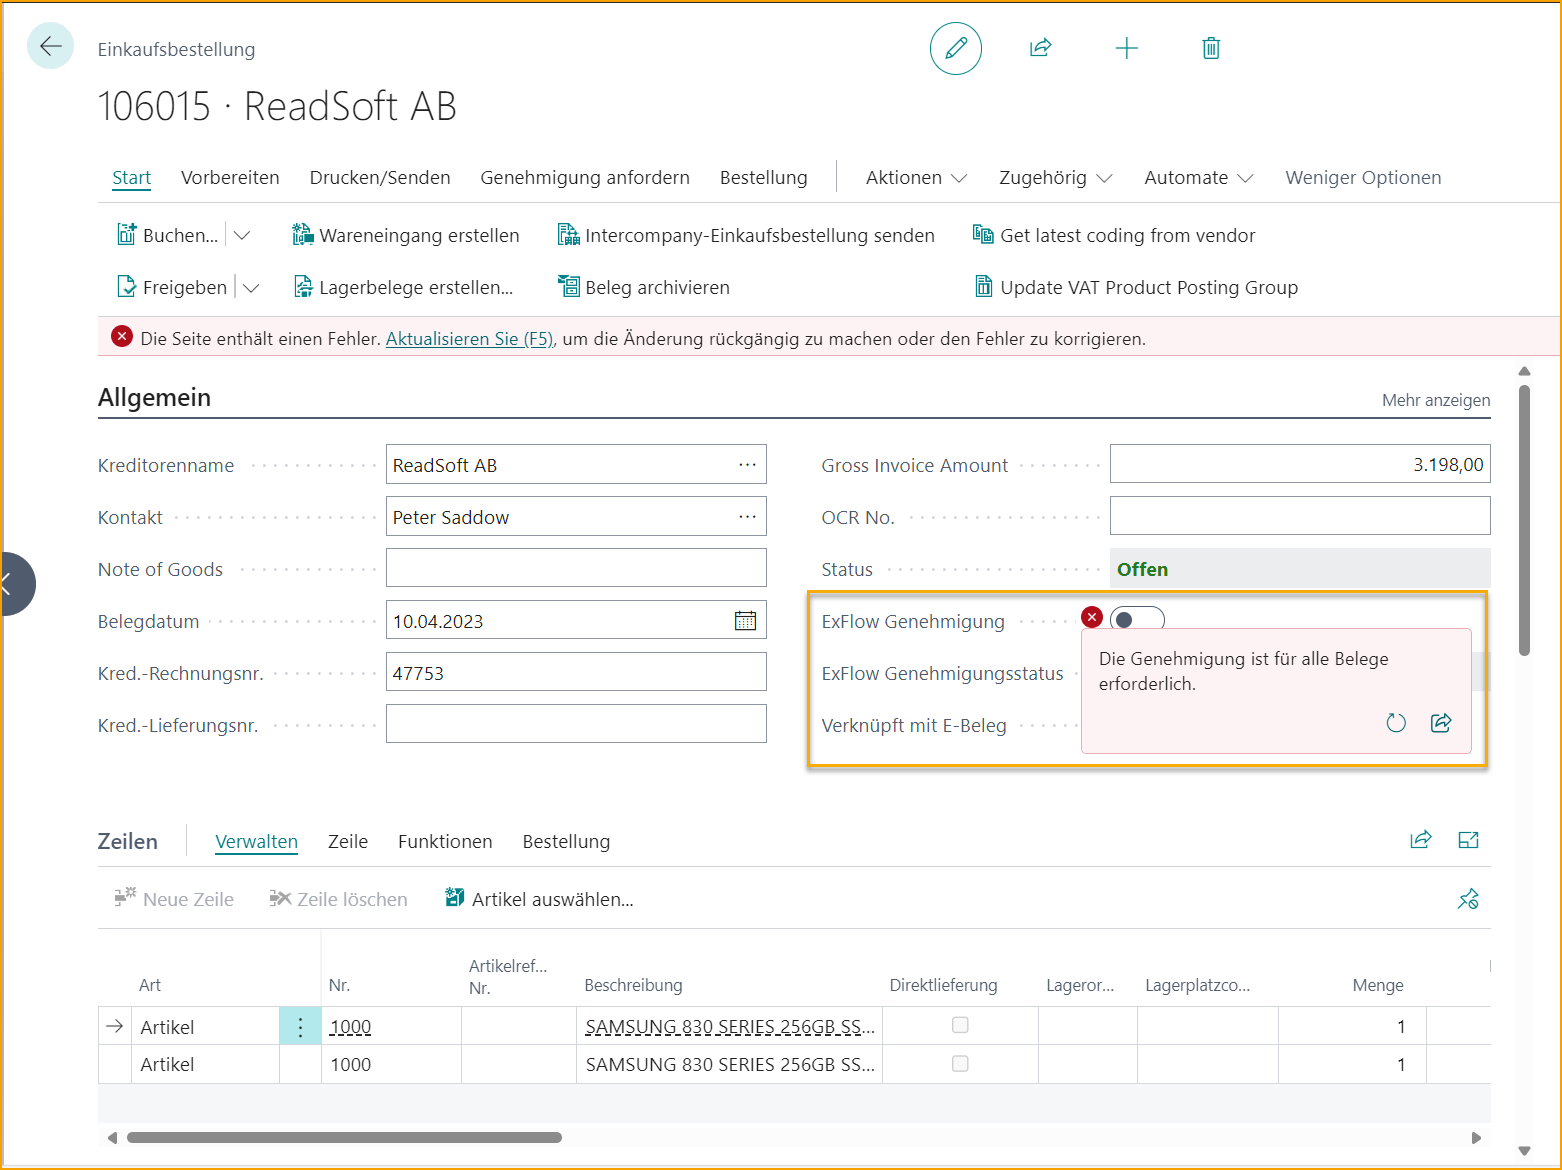 Einkaufsbestellung
106015 · ReadSoft AB
Start Vorbereiten Drucken/Senden Genehmigung anfordern Bestellung Aktionen Zugehörig Automate Weniger Optionen
Buchen... Wareneingang erstellen Intercompany-Einkaufsbestellung senden Get latest coding from vendor
Freigeben Lagerbelege erstellen... Beleg archivieren Update VAT Product Posting Group
Die Seite enthält einen Fehler. Aktualisieren Sie (F5), um die Änderung rückgängig zu machen oder den Fehler zu korrigieren.
Allgemein Mehr anzeigen
Kreditorenname ReadSoft AB ... Gross Invoice Amount 3.198,00
Kontakt Peter Saddow ... OCR No.
Note of Goods Status Offen
Belegdatum 10.04.2023 ExFlow Genehmigung
Die Genehmigung ist für alle Belege
Kred.-Rechnungsnr. 47753 ExFlow Genehmigungsstatus
erforderlich.
Kred.-Lieferungsnr. Verknüpft mit E-Beleg
Zeilen Verwalten Zeile Funktionen Bestellung
Neue Zeile Zeile löschen Artikel auswählen...
Art Nr. Artikelref... Nr. Beschreibung Direktlieferung Lageror... Lagerplatzco... Menge
Artikel 1000 SAMSUNG 830 SERIES 256GB SS... 1
Artikel 1000 SAMSUNG 830 SERIES 256GB SS... 1